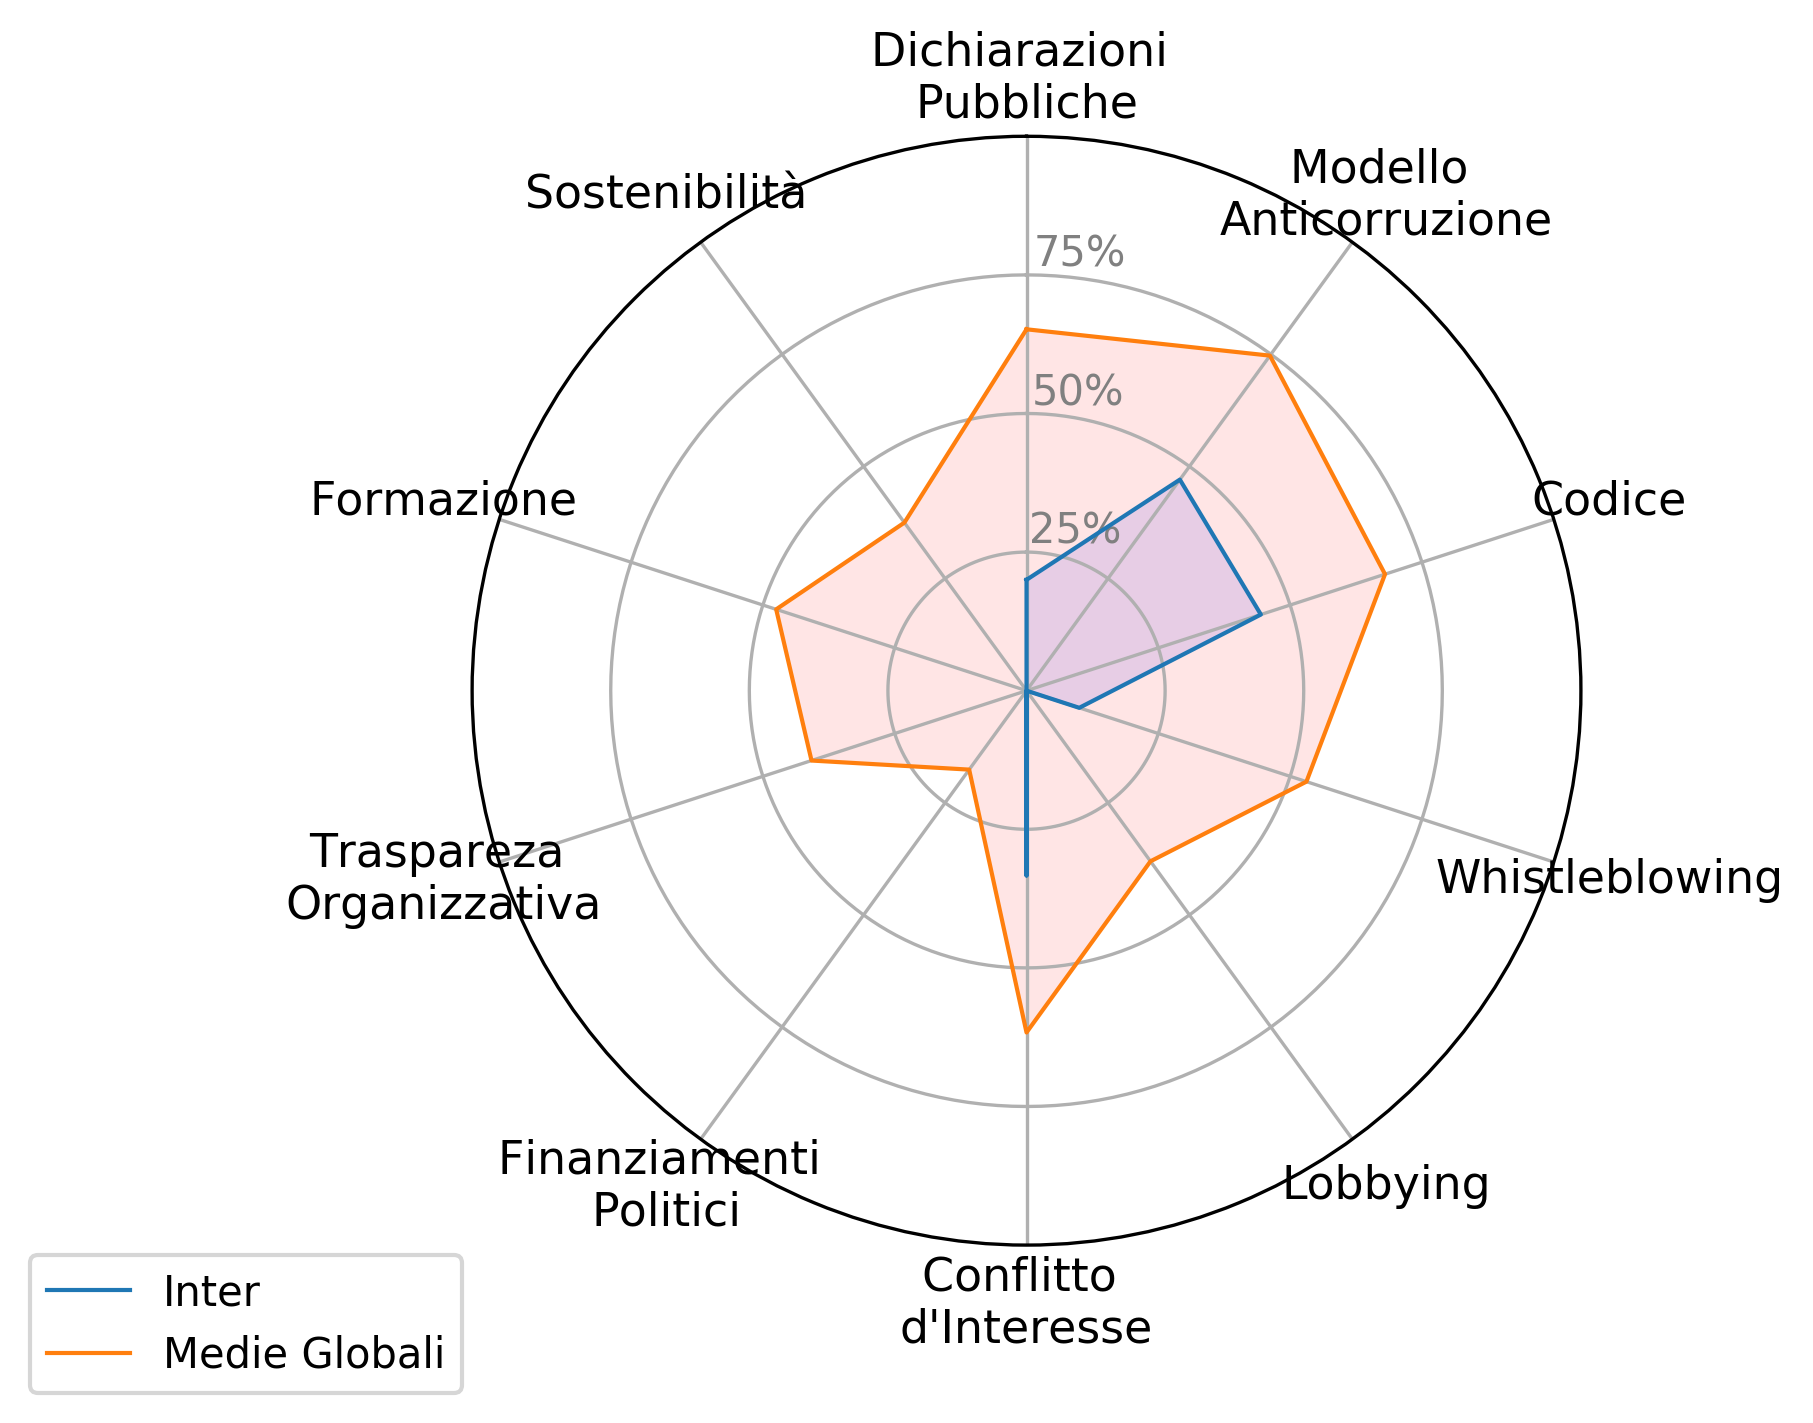 Dichiarazioni
Pubbliche
Modello
Anticorruzione
Sostenibilità
75%
50%
25%
Formazione
Codice
Traspareza
Organizzativa
Whistleblowing
Finanziamenti
Politici
Lobbying
Conflitto
d'Interesse
Inter
Medie Globali